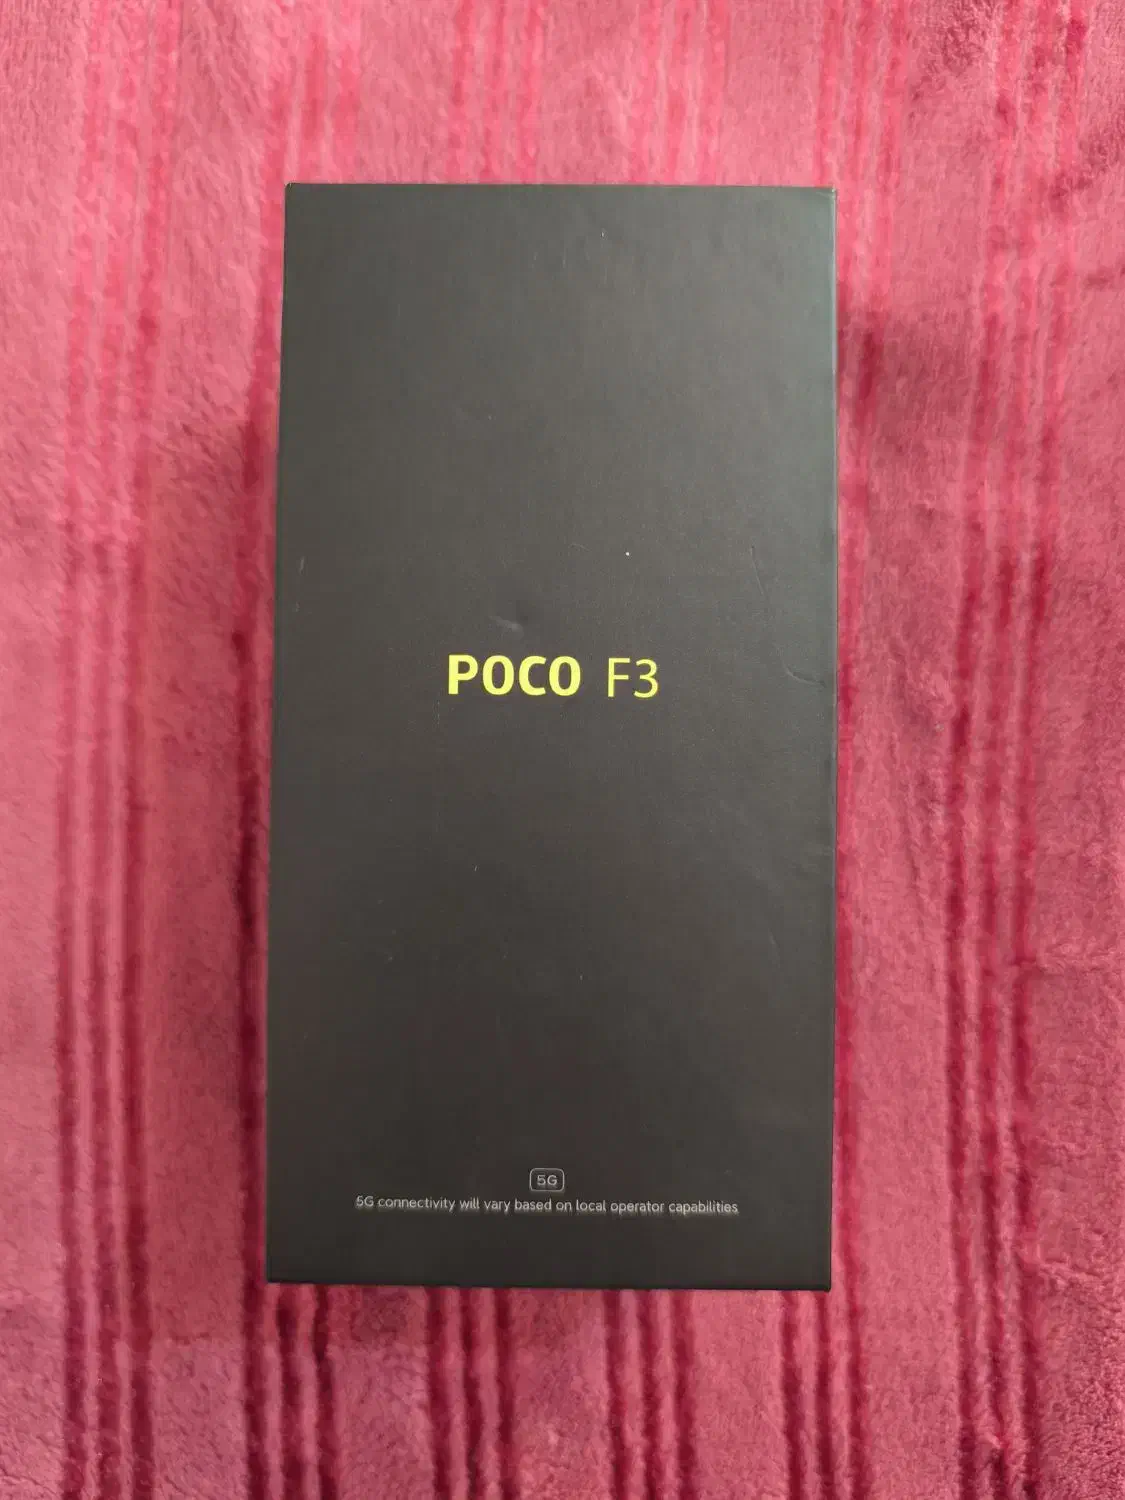 POCO F3
5G
5G connectivity will vary based on local operator capabilities